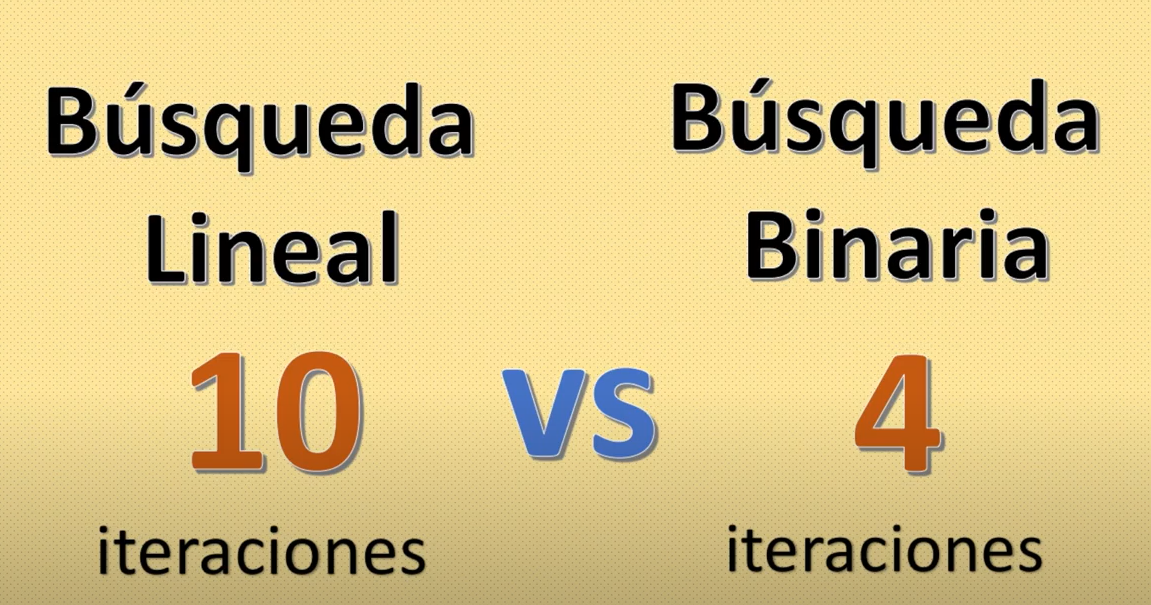 Búsqueda
Lineal
10
iteraciones
vs
Búsqueda
Binaria
4
iteraciones